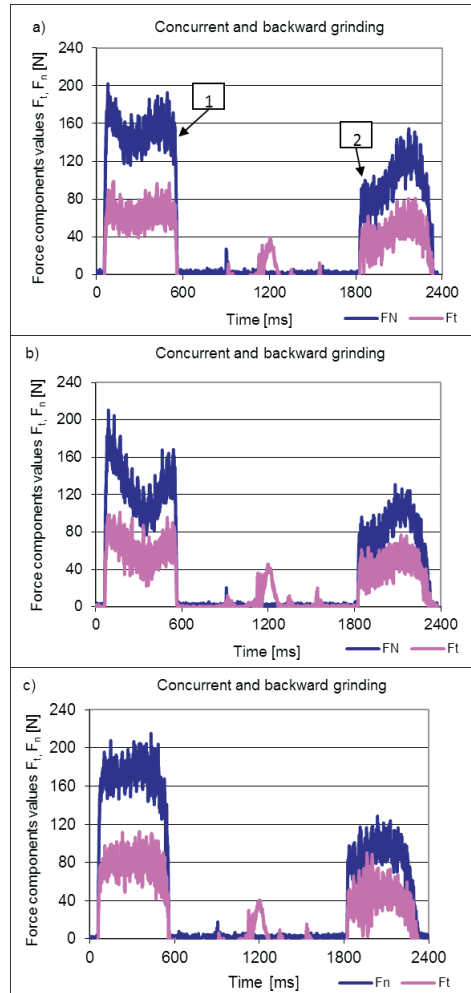 a)
Concurrent and backward grinding
Force components values Ft, Fn [N]
240
200
160
120
80
40
0
1
2
0 600 1200 1800 2400
Time [ms]
FN Ft
b)
Concurrent and backward grinding
Force components values Ft, Fn [N]
240
200
160
120
80
40
0
0 600 1200 1800 2400
Time [ms]
FN Ft
c)
Concurrent and backward grinding
Force components values Ft, Fn [N]
240
200
160
120
80
40
0
0 600 1200 1800 2400
Time [ms]
Fn Ft